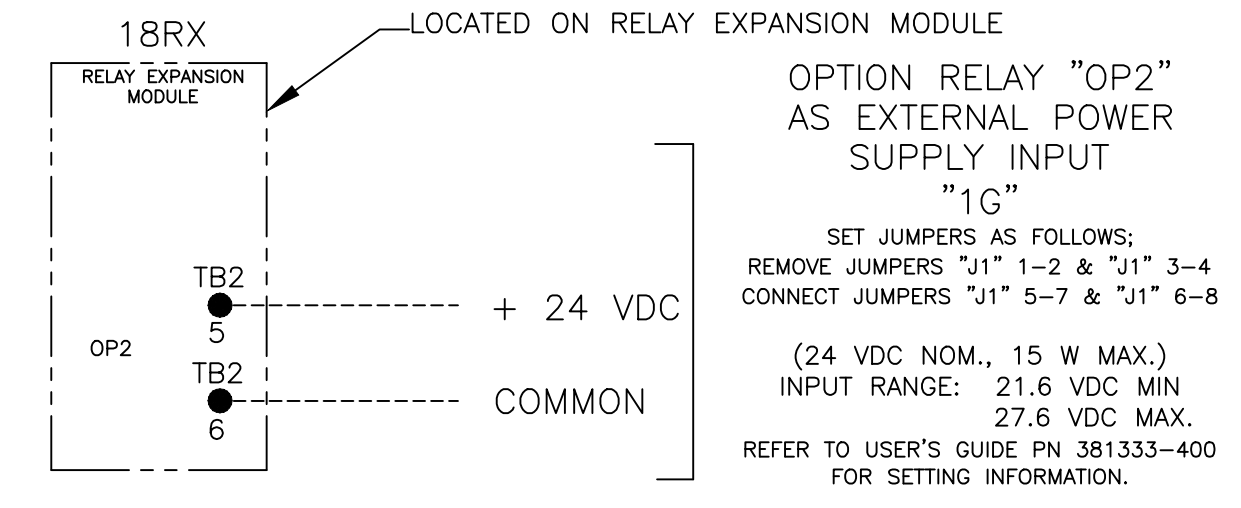 18RX
LOCATED ON RELAY EXPANSION MODULE
RELAY EXPANSION
MODULE
TB2
5
OP2
TB2
6
+ 24 VDC
COMMON
OPTION RELAY "OP2"
AS EXTERNAL POWER
SUPPLY INPUT
"1G"
SET JUMPERS AS FOLLOWS;
REMOVE JUMPERS "J1" 1-2 & "J1" 3-4
CONNECT JUMPERS "J1" 5-7 & "J1" 6-8
(24 VDC NOM., 15 W MAX.)
INPUT RANGE: 21.6 VDC MIN
27.6 VDC MAX.
REFER TO USER'S GUIDE PN 381333-400
FOR SETTING INFORMATION.